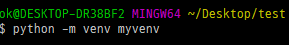 ok@DESKTOP-DR38BF2 MINGW64 ~/Desktop/test
$ python -m venv myvenv